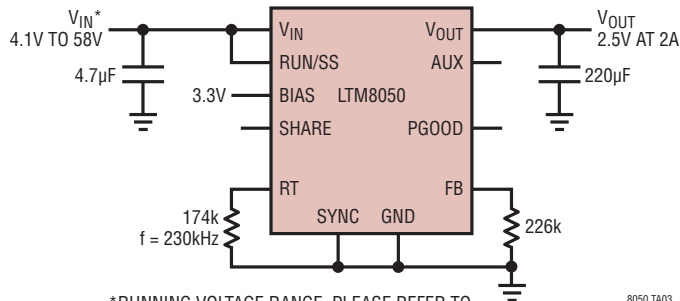 VIN*
4.1V TO 58V
4.7µF
3.3V
VIN
RUN/SS
BIAS
LTM8050
SHARE
RT
SYNC
GND
VOUT
AUX
PGOOD
FB
VOUT
2.5V AT 2A
220µF
174k
f = 230kHz
226k
*RUNNING VOLTAGE RANGE. PLEASE REFER TO
8050 TA03